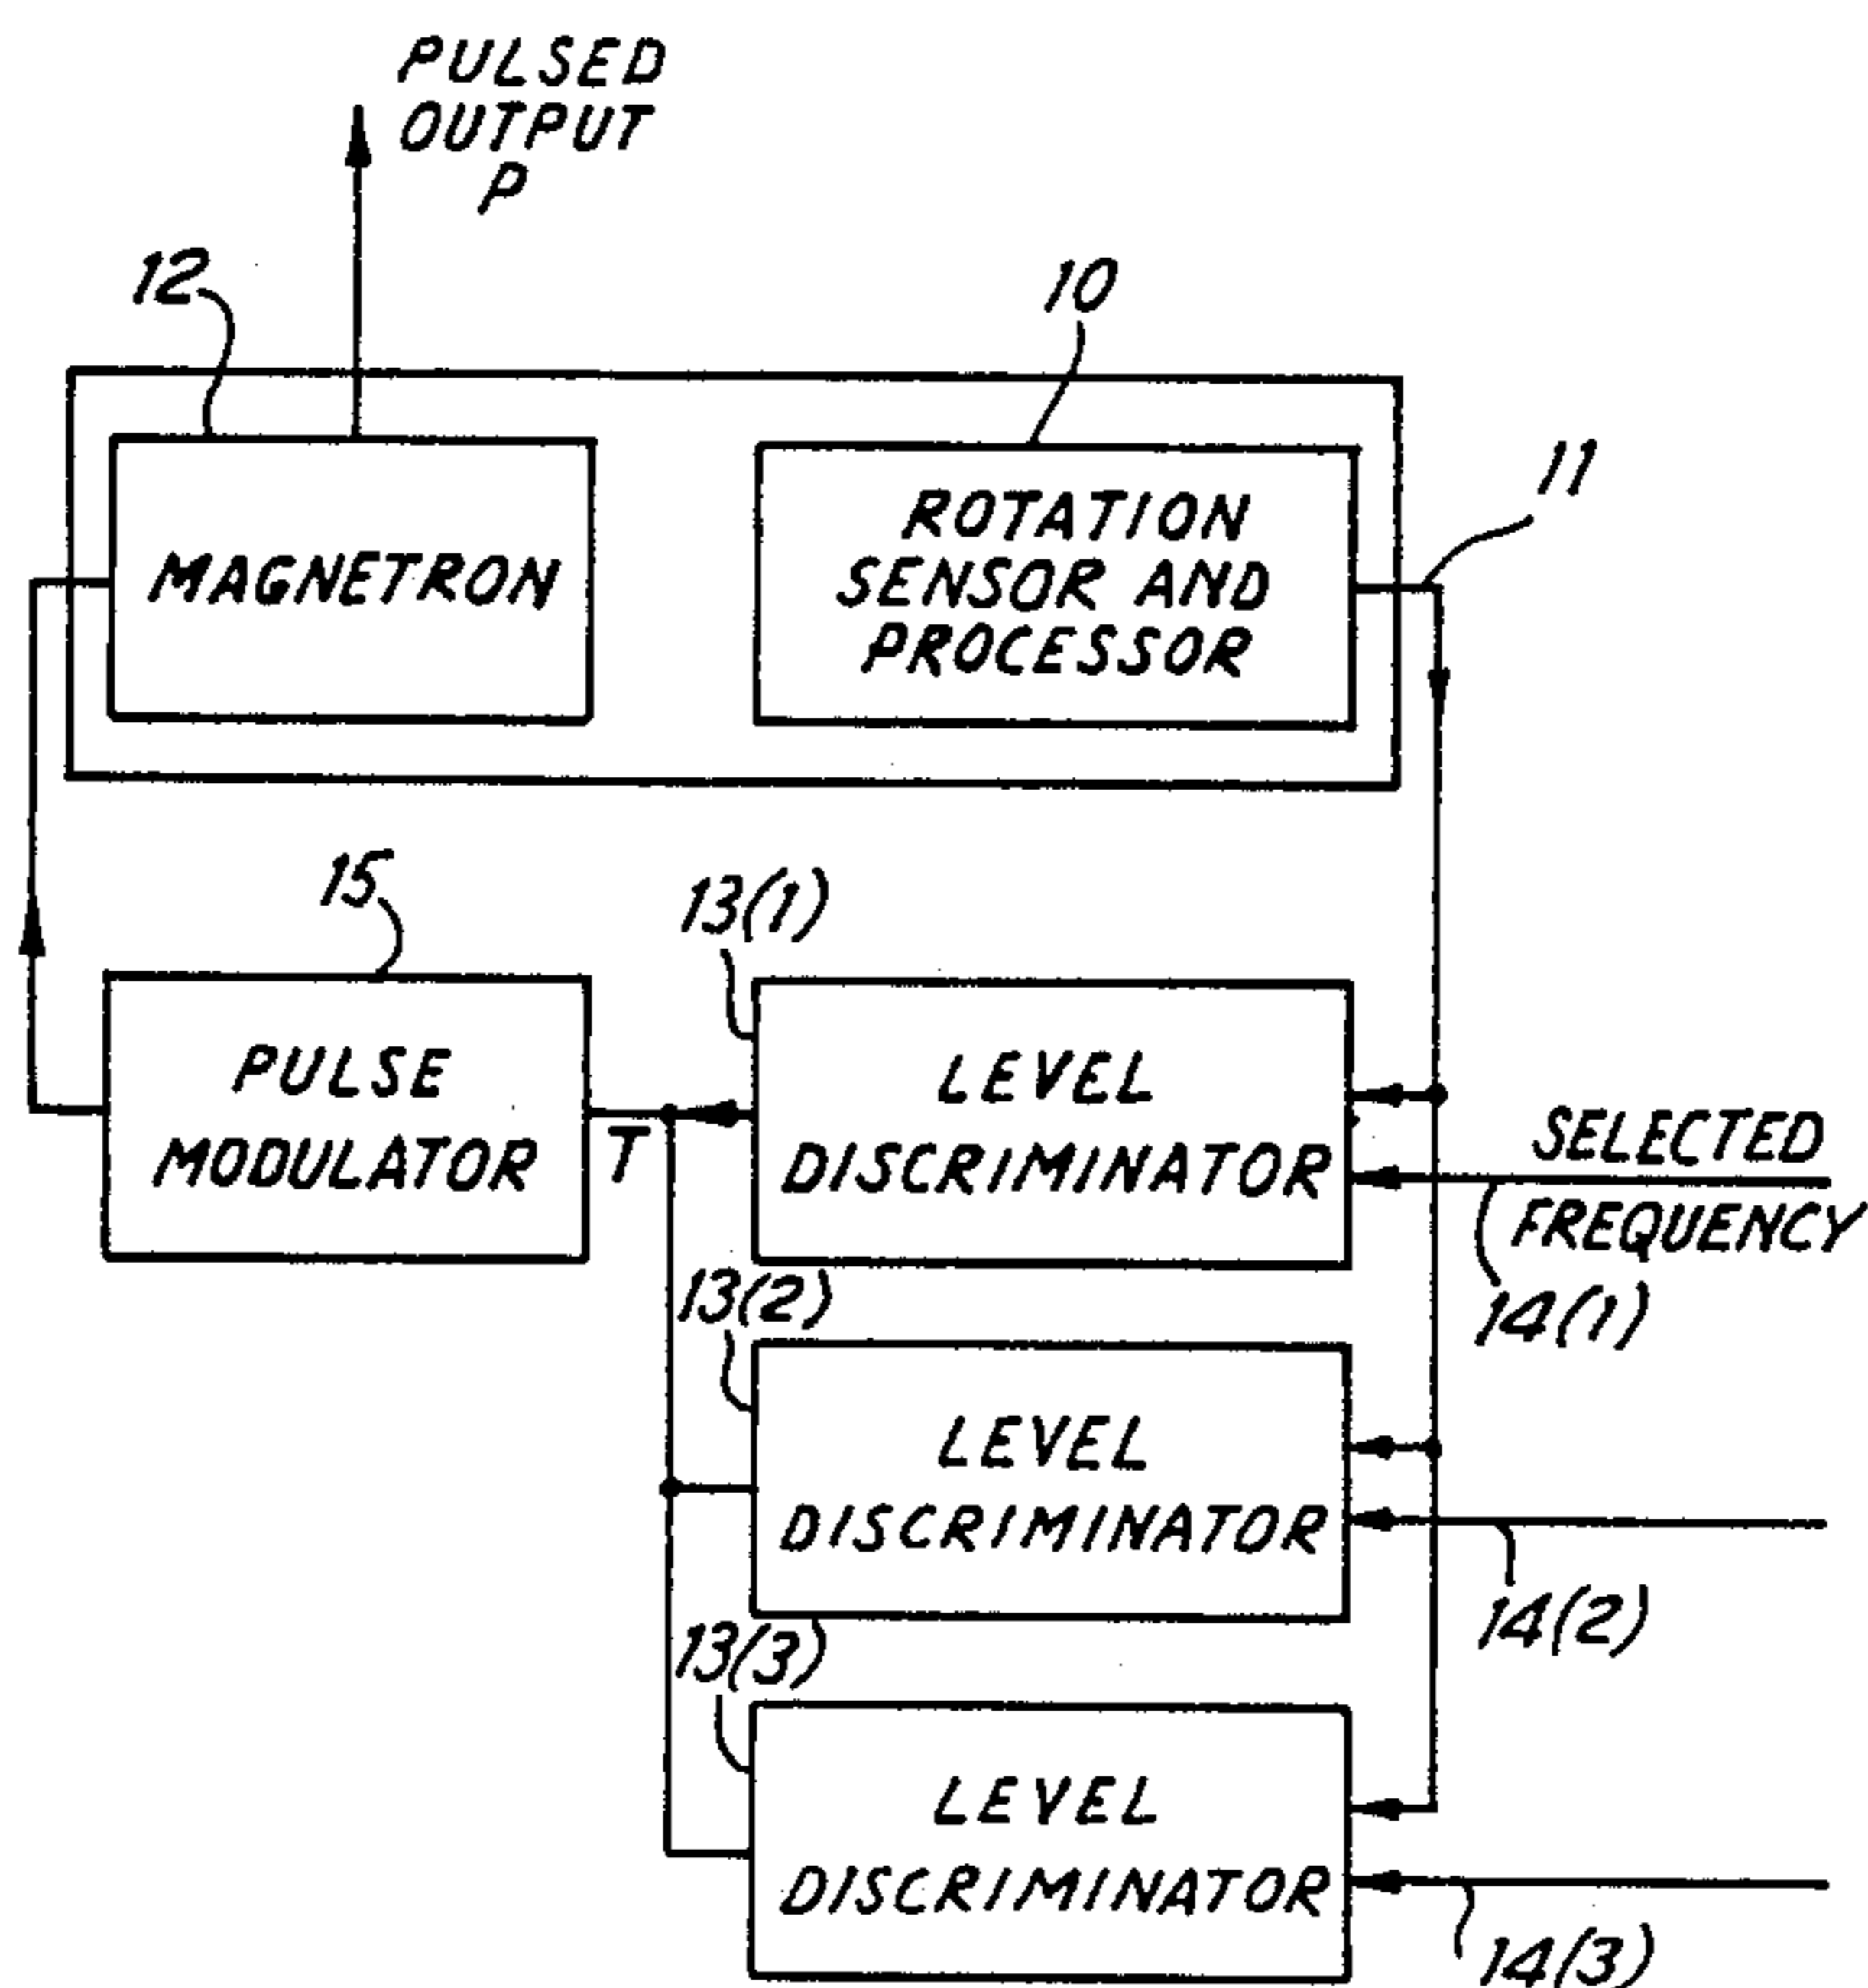 PULSED
OUTPUT
P
12
10
11
MAGNETRON
ROTATION
SENSOR AND
PROCESSOR
15
13(1)
PULSE
MODULATOR
T
LEVEL
DISCRIMINATOR
SELECTED
FREQUENCY
14(1)
13(2)
LEVEL
DISCRIMINATOR
14(2)
13(3)
LEVEL
DISCRIMINATOR
14(3)